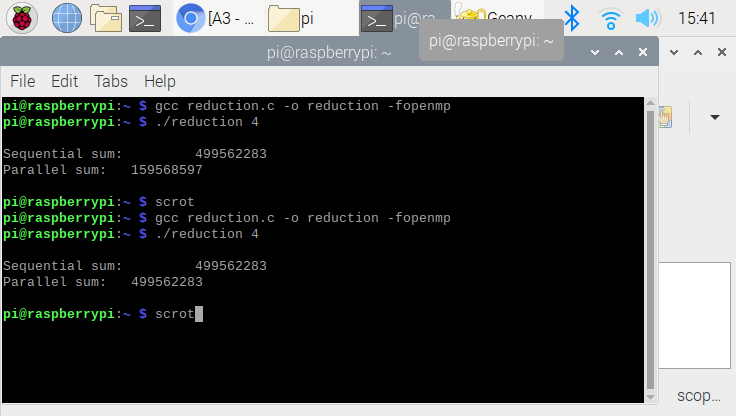 [A3 - ...
pi
pi@ra...
Geany
15:41
pi@raspberrypi: ~
pi@raspberrypi: ~
File Edit Tabs Help
pi@raspberrypi:~ $ gcc reduction.c -o reduction -fopenmp
pi@raspberrypi:~ $ ./reduction 4
Sequential sum: 499562283
Parallel sum: 159568597
pi@raspberrypi:~ $ scrot
pi@raspberrypi:~ $ gcc reduction.c -o reduction -fopenmp
pi@raspberrypi:~ $ ./reduction 4
Sequential sum: 499562283
Parallel sum: 499562283
pi@raspberrypi:~ $ scrot
scop...